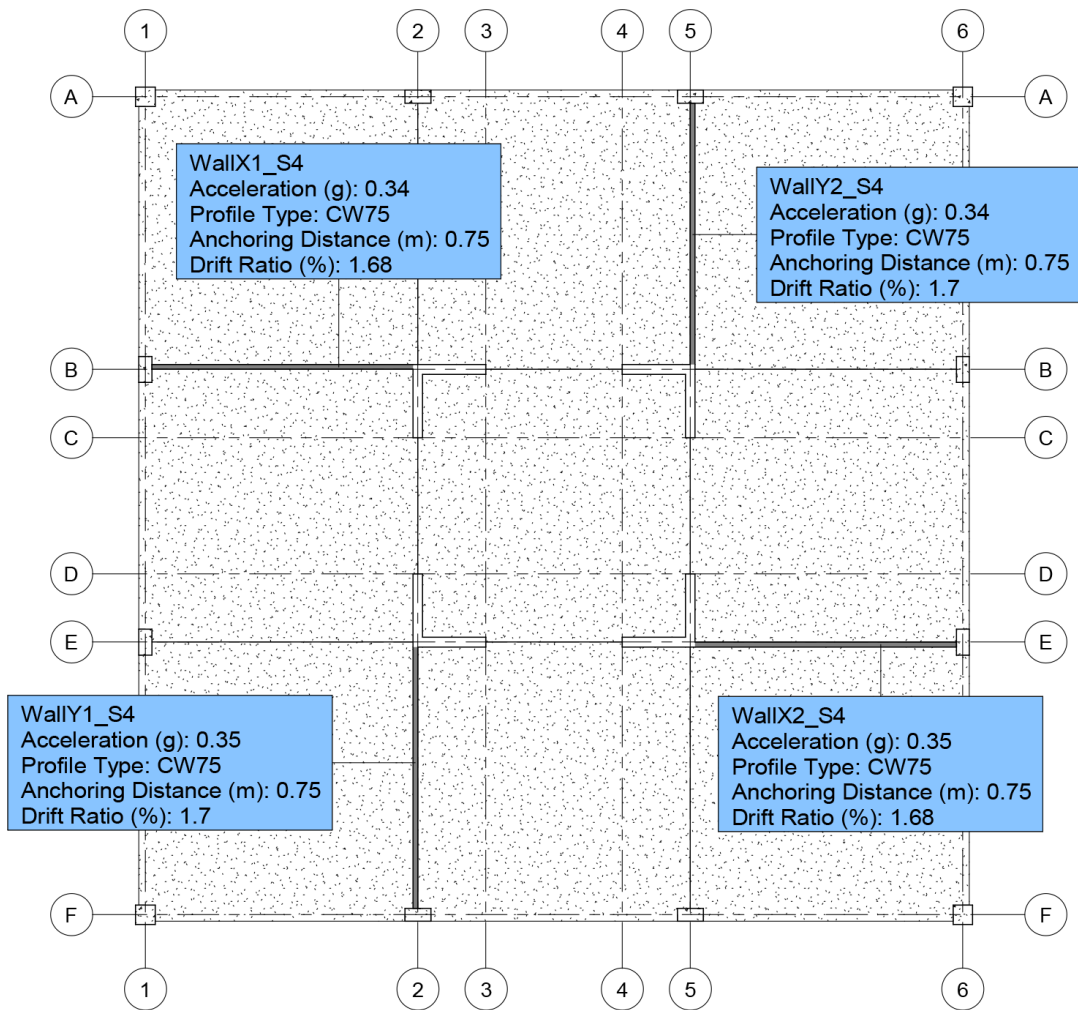 1
2
3
4
5
6
A
A
WallX1_S4
Acceleration (g): 0.34
Profile Type: CW75
Anchoring Distance (m): 0.75
Drift Ratio (%): 1.68
WallY2_S4
Acceleration (g): 0.34
Profile Type: CW75
Anchoring Distance (m): 0.75
Drift Ratio (%): 1.7
B
B
C
C
D
D
E
E
WallY1_S4
Acceleration (g): 0.35
Profile Type: CW75
Anchoring Distance (m): 0.75
Drift Ratio (%): 1.7
WallX2_S4
Acceleration (g): 0.35
Profile Type: CW75
Anchoring Distance (m): 0.75
Drift Ratio (%): 1.68
F
F
1
2
3
4
5
6